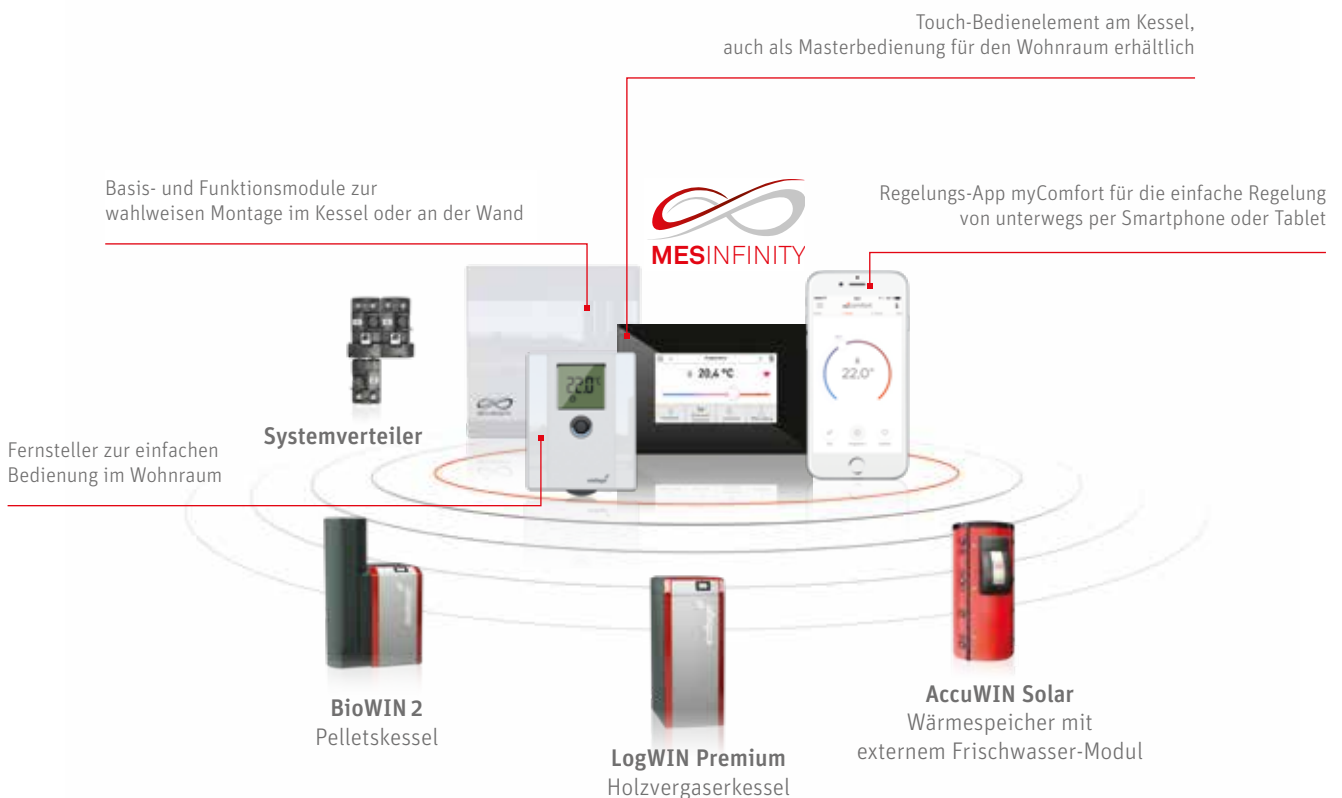 Touch-Bedienelement am Kessel,
auch als Masterbedienung für den Wohnraum erhältlich
Basis- und Funktionsmodule zur
wahlweisen Montage im Kessel oder an der Wand
MESINFINITY
Regelungs-App myComfort für die einfache Regelung
von unterwegs per Smartphone oder Tablet
20,4 °C
22.0°
22.0°
Systemverteiler
Fernsteller zur einfachen
Bedienung im Wohnraum
BioWIN 2
Pelletskessel
LogWIN Premium
Holzvergaserkessel
AccuWIN Solar
Wärmespeicher mit
externem Frischwasser-Modul